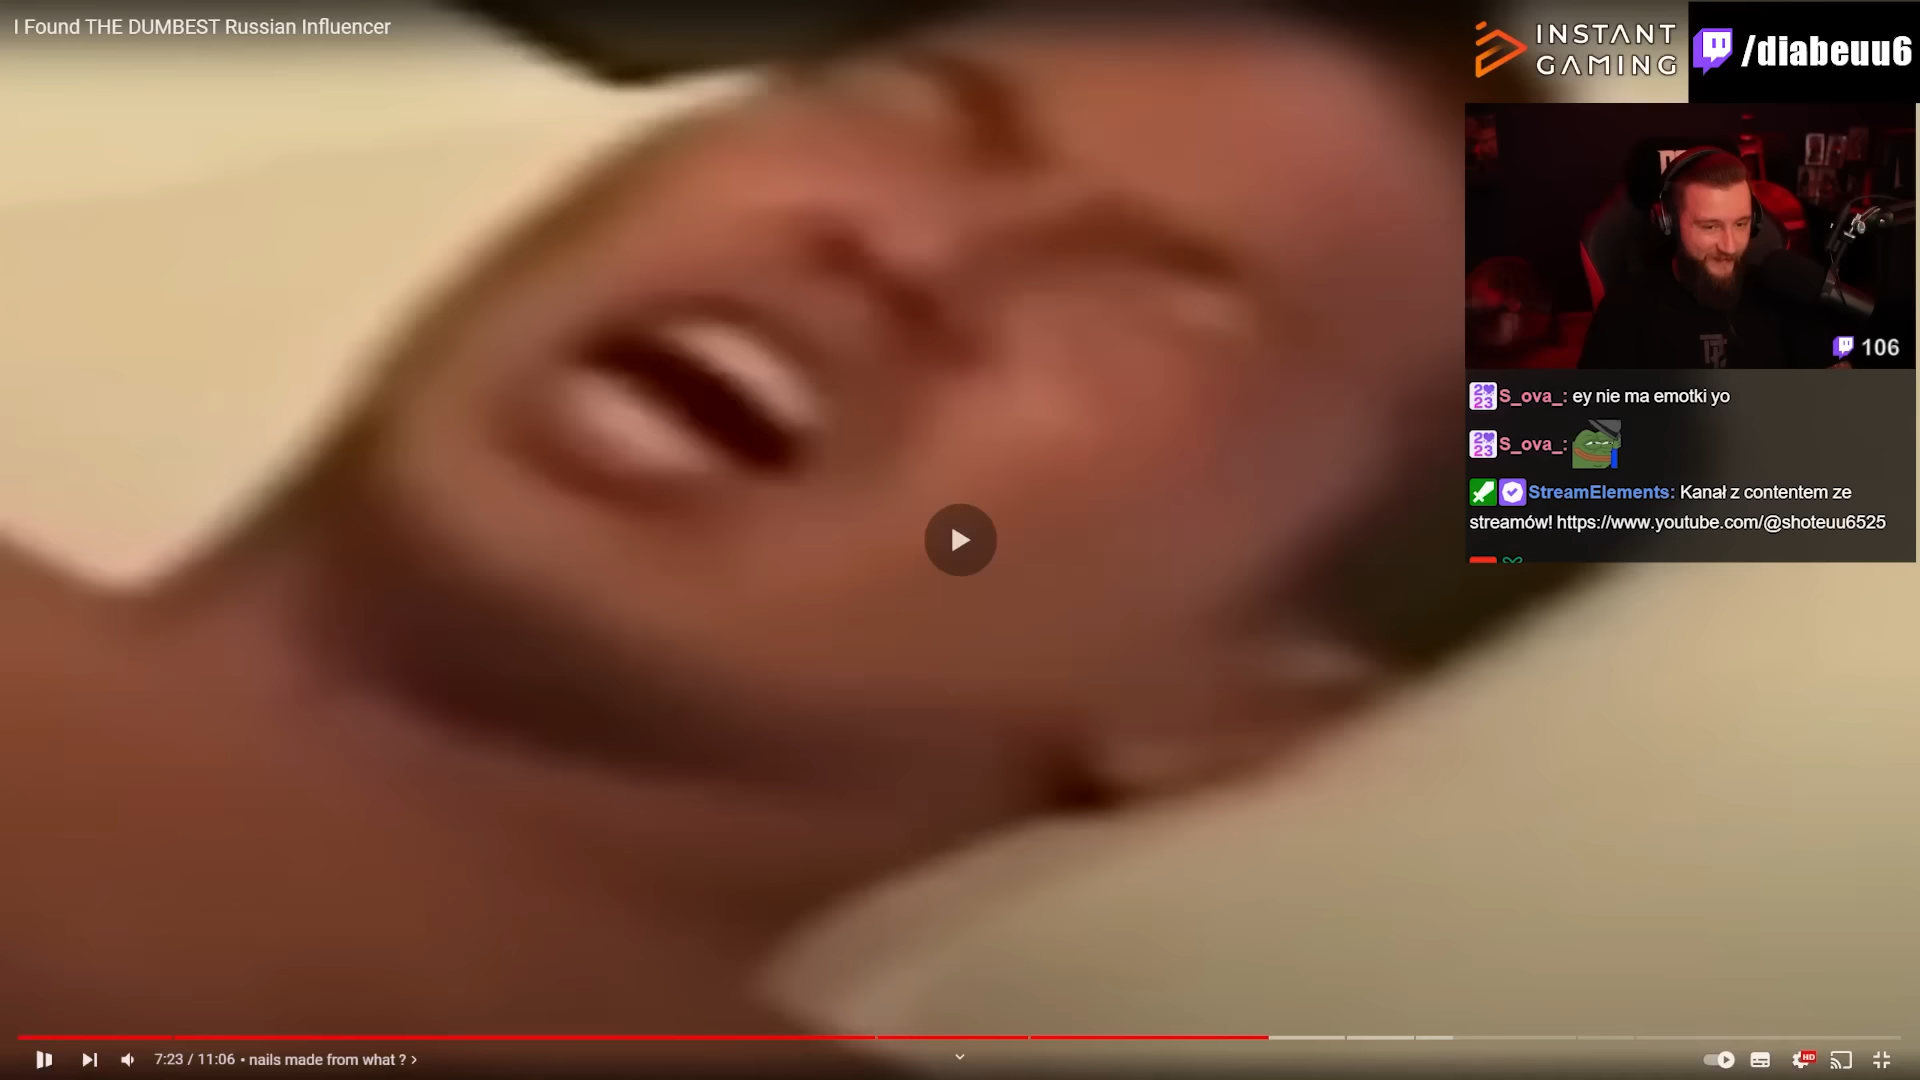 I Found THE DUMBEST Russian Influencer
INSTANT
GAMING
/diabeuu6
106
S_ova_: ey nie ma emotki yo
S_ova_:
StreamElements: Kanał z contentem ze
streamów! https://www.youtube.com/@shoteuu6525
7:23 / 11:06 • nails made from what ? ›
HD